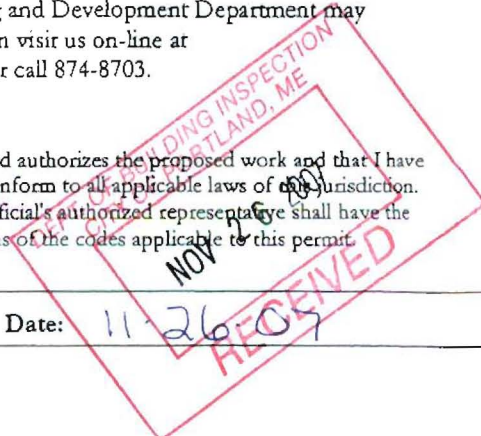 g and Development Department may
n visit us on-line at
r call 874-8703.
DEPT. OF BUILDING INSPECTION
CITY OF PORTLAND, ME
d authorizes the proposed work and that I have
nform to all applicable laws of this jurisdiction.
ficial's authorized representative shall have the
s of the codes applicable to this permit.
NOV 26 2007
RECEIVED
Date: 11-26-07